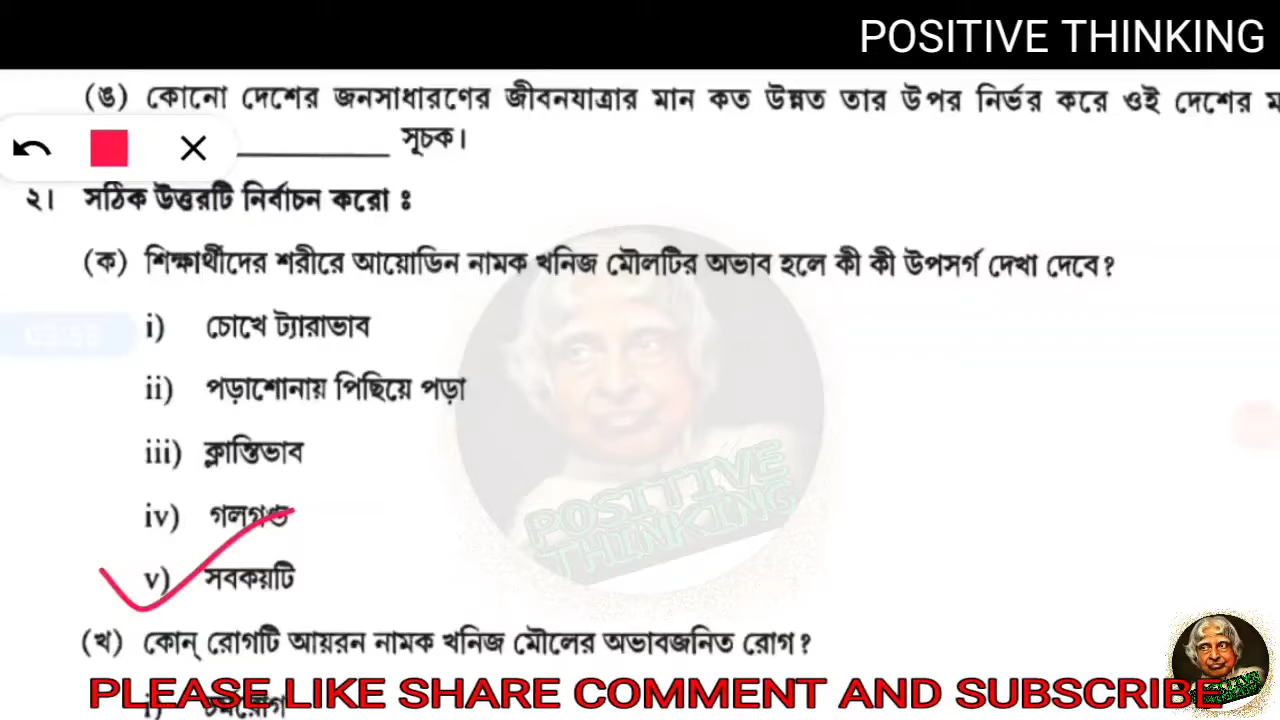 POSITIVE THINKING
(ঙ) কোনো দেশের জনসাধারণের জীবনযাত্রার মান কত উন্নত তার উপর নির্ভর করে ওই দেশের
সূচক।
২। সঠিক উত্তরটি নির্বাচন করো ঃ
(ক) শিক্ষার্থীদের শরীরে আয়োডিন নামক খনিজ মৌলটির অভাব হলে কী কী উপসর্গ দেখা দেবে?
i) চোখে ট্যারাভাব
ii) পড়াশোনায় পিছিয়ে পড়া
iii) ক্লান্তিভাব
iv) গলগণ্ড
v) সবকয়টি
POSITIVE
THINKING
(খ) কোন্ রোগটি আয়রন নামক খনিজ মৌলের অভাবজনিত রোগ?
PLEASE LIKE SHARE COMMENT AND SUBSCRIBE